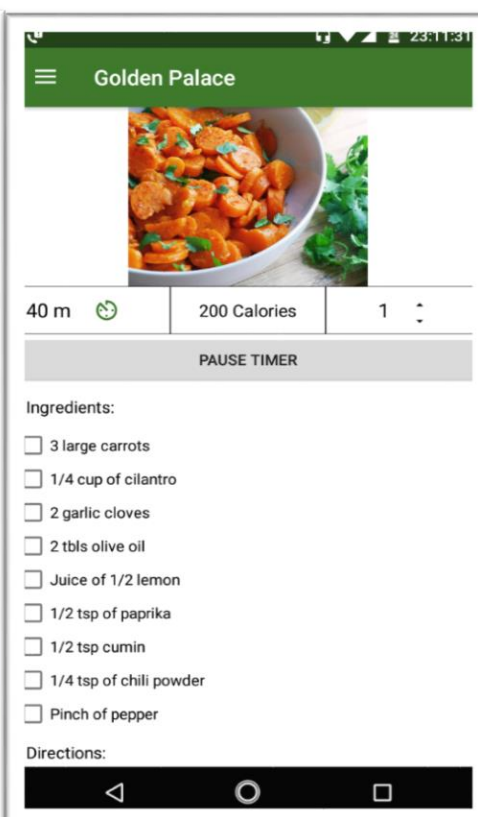 23:11:31
Golden Palace
40 m 200 Calories 1
PAUSE TIMER
Ingredients:
3 large carrots
1/4 cup of cilantro
2 garlic cloves
2 tbls olive oil
Juice of 1/2 lemon
1/2 tsp of paprika
1/2 tsp cumin
1/4 tsp of chili powder
Pinch of pepper
Directions: